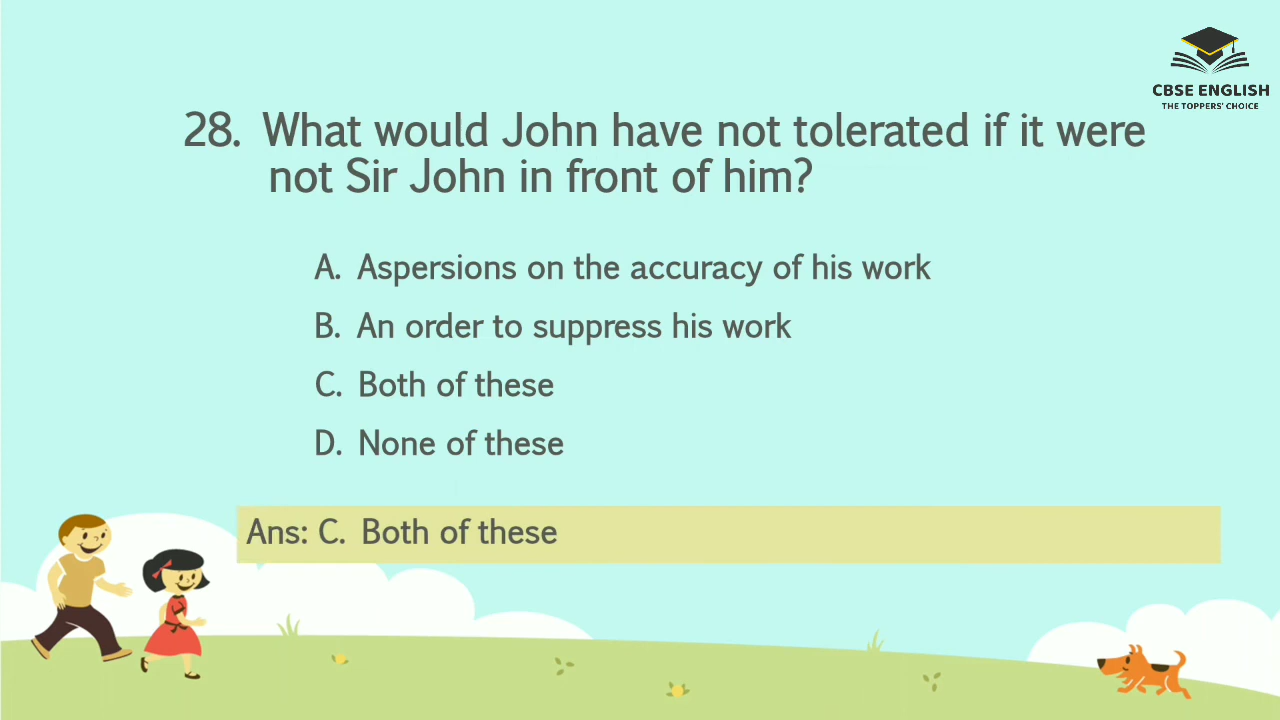 CBSE ENGLISH
THE TOPPERS' CHOICE
28. What would John have not tolerated if it were
not Sir John in front of him?
A. Aspersions on the accuracy of his work
B. An order to suppress his work
C. Both of these
D. None of these
Ans: C. Both of these